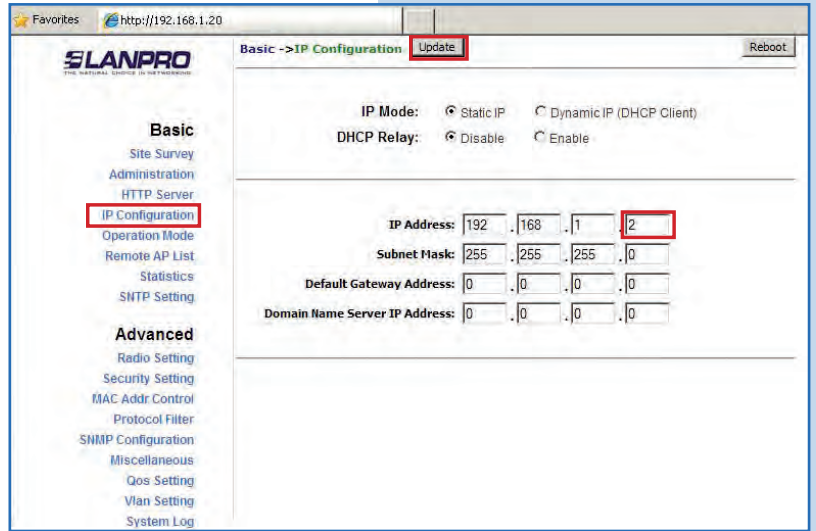 Favorites http://192.168.1.20
LANPRO
THE NATURAL CHOICE IN NETWORKING
Basic ->IP Configuration Update Reboot
IP Mode: Static IP Dynamic IP (DHCP Client)
DHCP Relay: Disable Enable
Basic
Site Survey
Administration
HTTP Server
IP Configuration
Operation Mode
Remote AP List
Statistics
SNTP Setting
IP Address: 192 . 168 . 1 . 2
Subnet Mask: 255 . 255 . 255 . 0
Default Gateway Address: 0 . 0 . 0 . 0
Domain Name Server IP Address: 0 . 0 . 0 . 0
Advanced
Radio Setting
Security Setting
MAC Addr Control
Protocol Filter
SNMP Configuration
Miscellaneous
Qos Setting
Vlan Setting
System Log